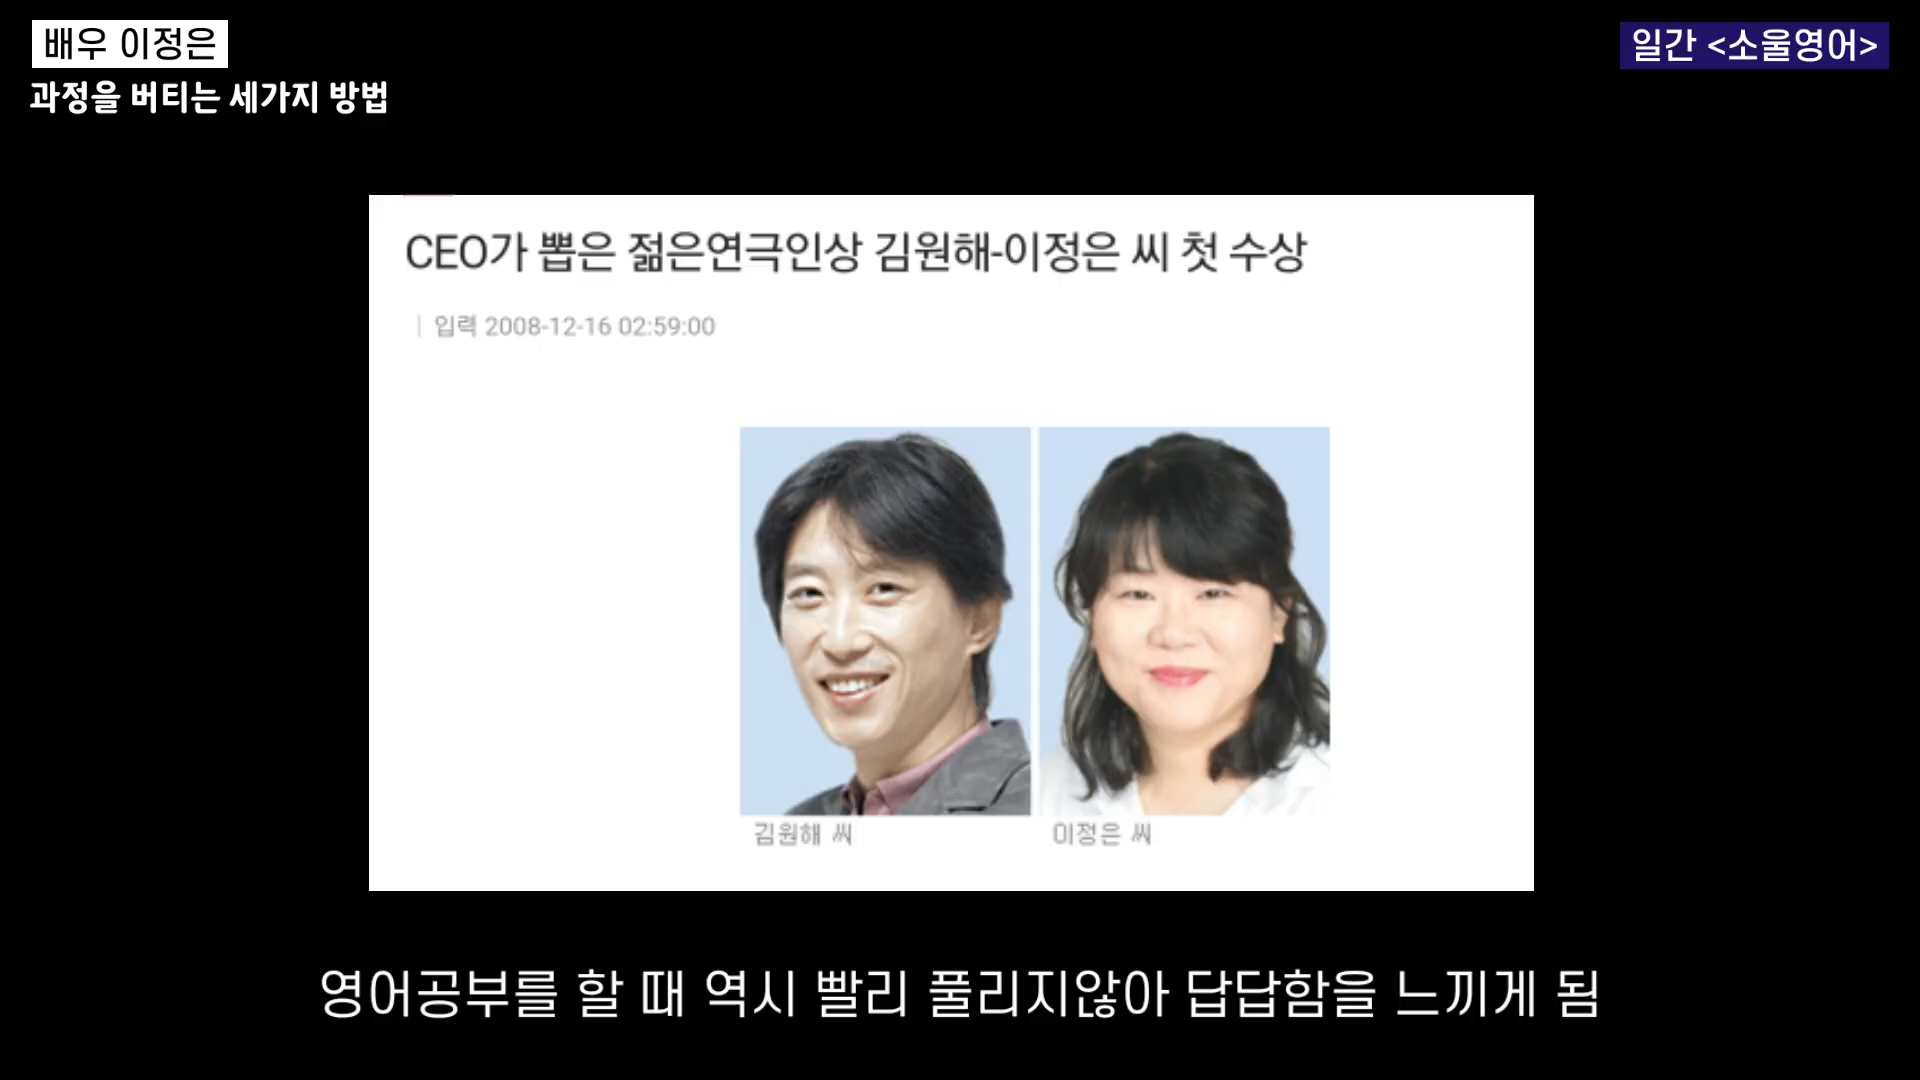 배우 이정은
일간 <소울영어>
과정을 버티는 세가지 방법
CEO가 뽑은 젊은연극인상 김원해-이정은 씨 첫 수상
입력 2008-12-16 02:59:00
김원해 씨
이정은 씨
영어공부를 할 때 역시 빨리 풀리지않아 답답함을 느끼게 됨